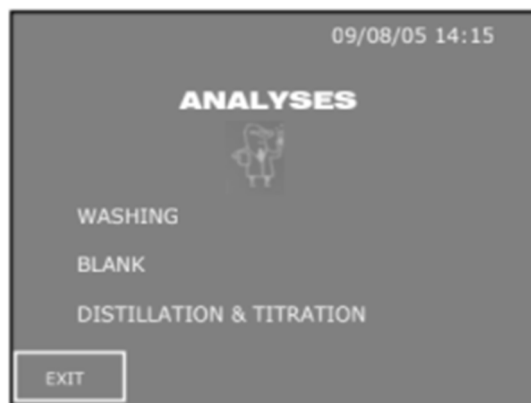 09/08/05 14:15
ANALYSES
WASHING
BLANK
DISTILLATION & TITRATION
EXIT